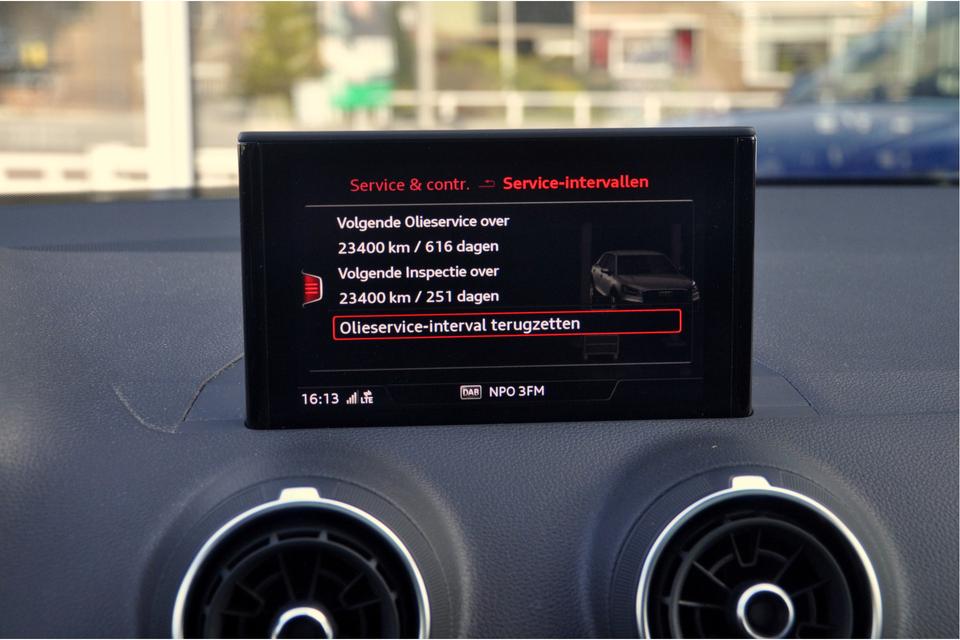 Service & contr. Service-intervallen
Volgende Olieservice over
23400 km / 616 dagen
Volgende Inspectie over
23400 km / 251 dagen
Olieservice-interval terugzetten
16:13 LTE DAB NPO 3FM